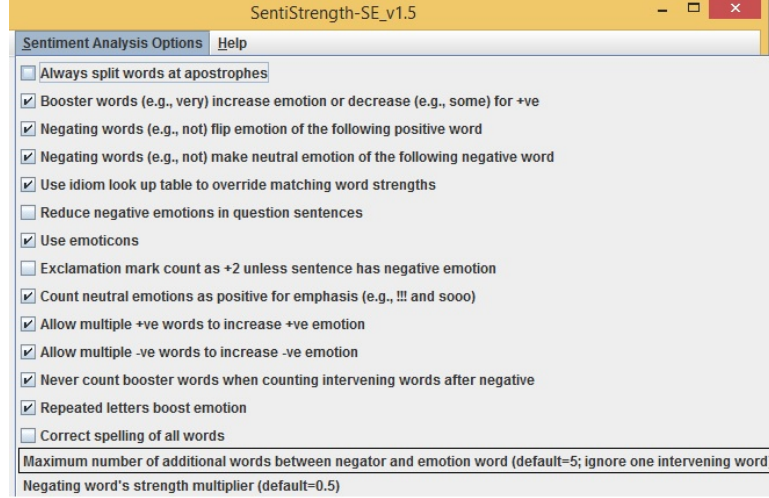 SentiStrength-SE_v1.5
Sentiment Analysis Options Help
Always split words at apostrophes
Booster words (e.g., very) increase emotion or decrease (e.g., some) for +ve
Negating words (e.g., not) flip emotion of the following positive word
Negating words (e.g., not) make neutral emotion of the following negative word
Use idiom look up table to override matching word strengths
Reduce negative emotions in question sentences
Use emoticons
Exclamation mark count as +2 unless sentence has negative emotion
Count neutral emotions as positive for emphasis (e.g., !!! and sooo)
Allow multiple +ve words to increase +ve emotion
Allow multiple -ve words to increase -ve emotion
Never count booster words when counting intervening words after negative
Repeated letters boost emotion
Correct spelling of all words
Maximum number of additional words between negator and emotion word (default=5; ignore one intervening word
Negating word's strength multiplier (default=0.5)